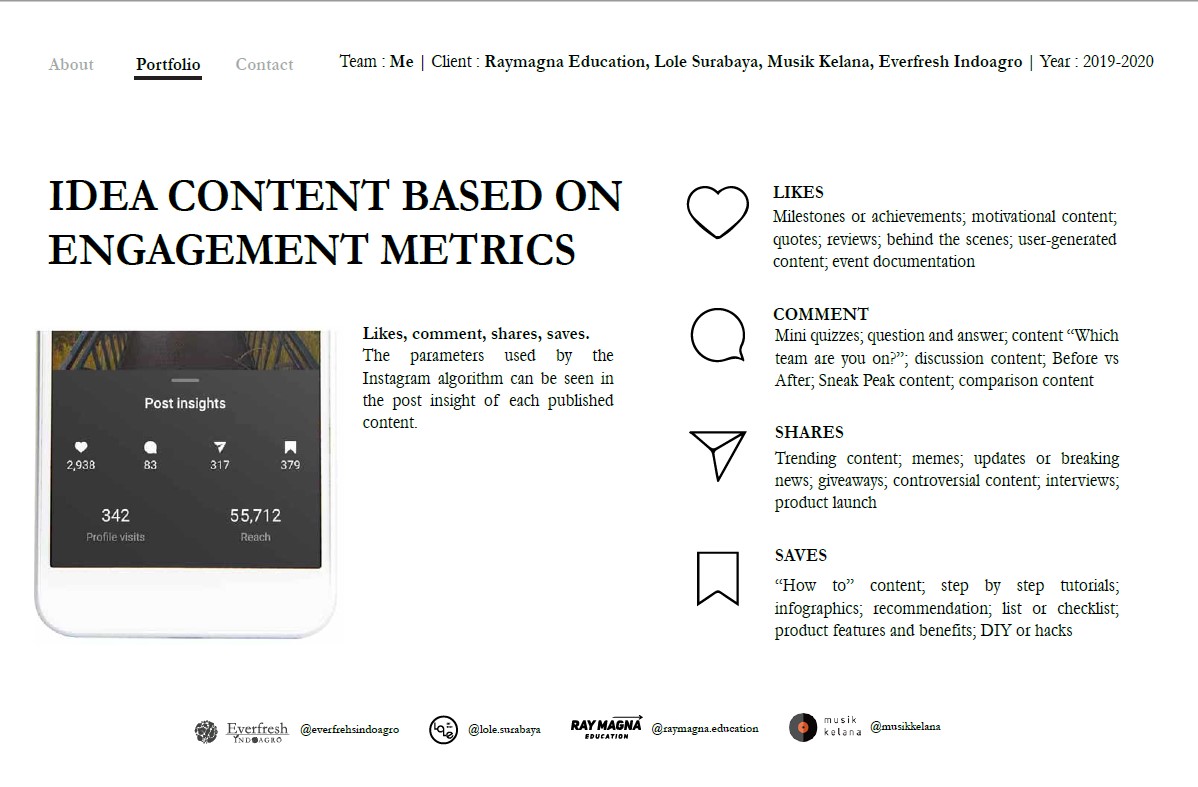 About Portfolio Contact Team : Me | Client : Raymagna Education, Lole Surabaya, Musik Kelana, Everfresh Indoagro | Year : 2019-2020
IDEA CONTENT BASED ON
ENGAGEMENT METRICS
Post insights
2,938 83 317 379
342 55,712
Profile visits Reach
Likes, comment, shares, saves.
The parameters used by the
Instagram algorithm can be seen in
the post insight of each published
content.
LIKES
Milestones or achievements; motivational content;
quotes; reviews; behind the scenes; user-generated
content; event documentation
COMMENT
Mini quizzes; question and answer; content “Which
team are you on?”; discussion content; Before vs
After; Sneak Peak content; comparison content
SHARES
Trending content; memes; updates or breaking
news; giveaways; controversial content; interviews;
product launch
SAVES
“How to” content; step by step tutorials;
infographics; recommendation; list or checklist;
product features and benefits; DIY or hacks
Everfresh
INDOAGRO
@everfrehsindoagro
lole
@lole.surabaya
RAY MAGNA
EDUCATION
@raymagna.education
musik
kelana
@musikkelana